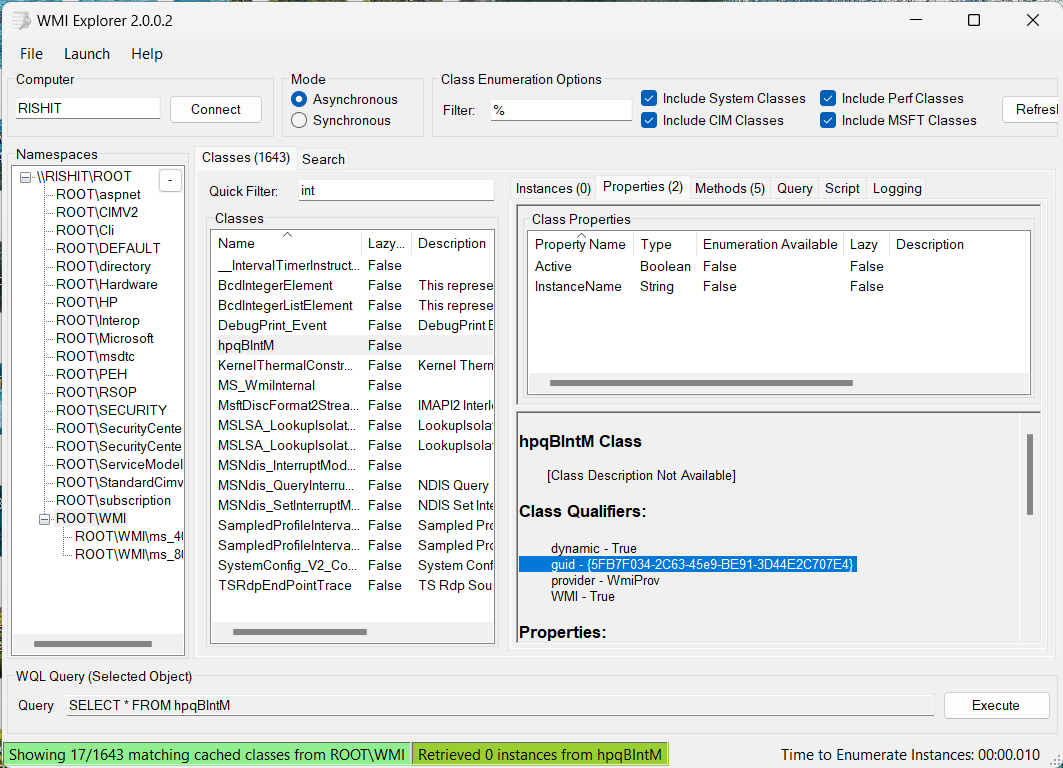 WMI Explorer 2.0.0.2
File Launch Help
Computer
RISHIT
Connect
Mode
Asynchronous
Synchronous
Class Enumeration Options
Filter: %
Include System Classes
Include Perf Classes
Include CIM Classes
Include MSFT Classes
Refresl
Namespaces
-
\\RISHIT\ROOT
ROOT\aspnet
ROOT\CIMV2
ROOT\Cli
ROOT\DEFAULT
ROOT\directory
ROOT\Hardware
ROOT\HP
ROOT\Interop
ROOT\Microsoft
ROOT\msdtc
ROOT\PEH
ROOT\RSOP
ROOT\SECURITY
ROOT\SecurityCente
ROOT\SecurityCente
ROOT\ServiceModel
ROOT\StandardCimv
ROOT\subscription
ROOT\WMI
ROOT\WMI\ms_40
ROOT\WMI\ms_80
Classes (1643) Search
Quick Filter: int
Classes
Name Lazy... Description
__IntervalTimerInstruct... False
BcdIntegerElement False This represe
BcdIntegerListElement False This represe
DebugPrint_Event False DebugPrint E
hpqBIntM False
KernelThermalConstr... False Kernel Therm
MS_WmiInternal False
MsftDiscFormat2Strea... False IMAPI2 Interl
MSLSA_LookupIsolat... False LookupIsolat
MSLSA_LookupIsolat... False LookupIsolat
MSNdis_InterruptMod... False
MSNdis_QueryInterru... False NDIS Query
MSNdis_SetInterruptM... False NDIS Set Inte
SampledProfileInterva... False Sampled Pro
SampledProfileInterva... False Sampled Pro
SystemConfig_V2_Co... False System Conf
TSRdpEndPointTrace False TS Rdp Sou
Instances (0) Properties (2) Methods (5) Query Script Logging
Class Properties
Property Name Type Enumeration Available Lazy Description
Active Boolean False False
InstanceName String False False
hpqBIntM Class
[Class Description Not Available]
Class Qualifiers:
dynamic - True
guid - {5FB7F034-2C63-45e9-BE91-3D44E2C707E4}
provider - WmiProv
WMI - True
Properties:
WQL Query (Selected Object)
Query SELECT * FROM hpqBIntM
Execute
Showing 17/1643 matching cached classes from ROOT\WMI
Retrieved 0 instances from hpqBIntM
Time to Enumerate Instances: 00:00.010